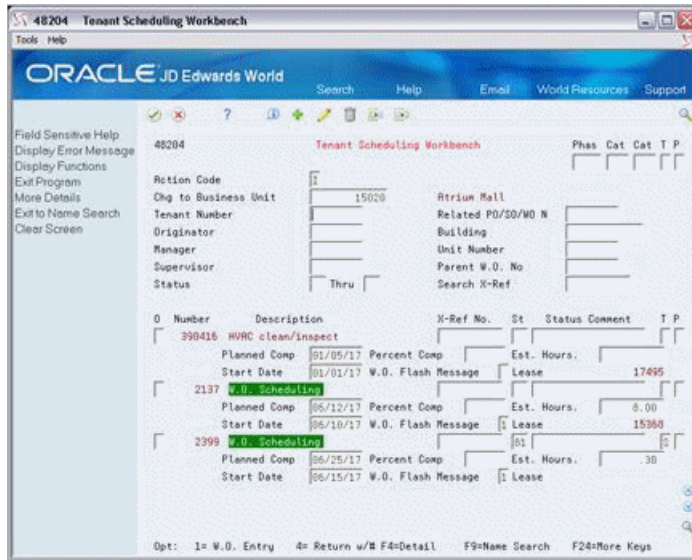 48204 Tenant Scheduling Workbench
Tools Help
ORACLE JD Edwards World
Search Help Email World Resources Support
Field Sensitive Help
Display Error Message
Display Functions
Exit Program
More Details
Exit to Name Search
Clear Screen
48204 Tenant Scheduling Workbench Phas Cat Cat T P
Action Code I
Chg to Business Unit 15020 Atrium Mall
Tenant Number Related PO/SO/WO N
Originator Building
Manager Unit Number
Supervisor Parent W.O. No
Status Thru Search X-Ref
O Number Description X-Ref No. St Status Comment T P
390416 HVAC clean/inspect
Planned Comp 01/05/17 Percent Comp Est. Hours.
Start Date 01/01/17 W.O. Flash Message Lease 17495
2137 W.O. Scheduling
Planned Comp 06/12/17 Percent Comp Est. Hours. 8.00
Start Date 06/10/17 W.O. Flash Message 1 Lease 15360
2399 W.O. Scheduling 01
Planned Comp 06/25/17 Percent Comp Est. Hours. .30
Start Date 06/15/17 W.O. Flash Message 1 Lease
Opt: 1= W.O. Entry 4= Return w/# F4=Detail F9=Name Search F24=More Keys